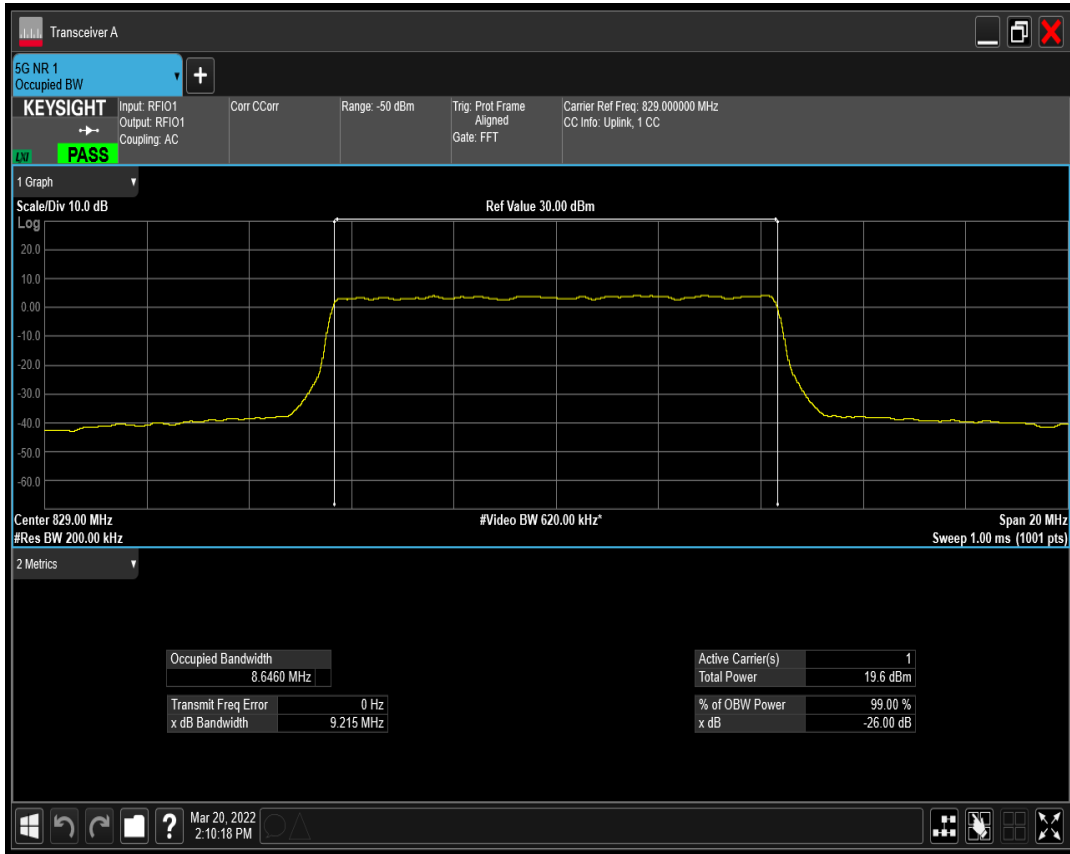 Transceiver A
5G NR 1
Occupied BW
+
KEYSIGHT
LXI
PASS
Input: RFIO1
Output: RFIO1
Coupling: AC
Corr CCorr
Range: -50 dBm
Trig: Prot Frame
Aligned
Gate: FFT
Carrier Ref Freq: 829.000000 MHz
CC Info: Uplink, 1 CC
1 Graph
Scale/Div 10.0 dB
Ref Value 30.00 dBm
Log
20.0
10.0
0.00
-10.0
-20.0
-30.0
-40.0
-50.0
-60.0
Center 829.00 MHz
#Video BW 620.00 kHz*
Span 20 MHz
#Res BW 200.00 kHz
Sweep 1.00 ms (1001 pts)
2 Metrics
Occupied Bandwidth
8.6460 MHz
Transmit Freq Error 0 Hz
x dB Bandwidth 9.215 MHz
Active Carrier(s) 1
Total Power 19.6 dBm
% of OBW Power 99.00 %
x dB -26.00 dB
?
Mar 20, 2022
2:10:18 PM